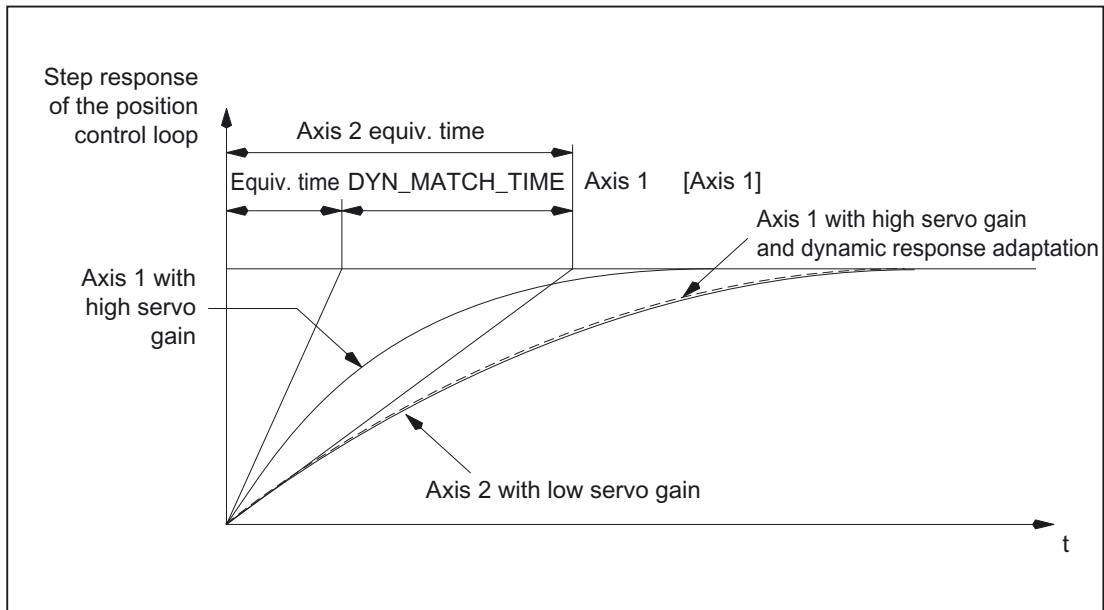 Step response
of the position
control loop
Axis 2 equiv. time
Equiv. time DYN_MATCH_TIME Axis 1 [Axis 1]
Axis 1 with high servo gain
and dynamic response adaptation
Axis 1 with
high servo
gain
Axis 2 with low servo gain
t